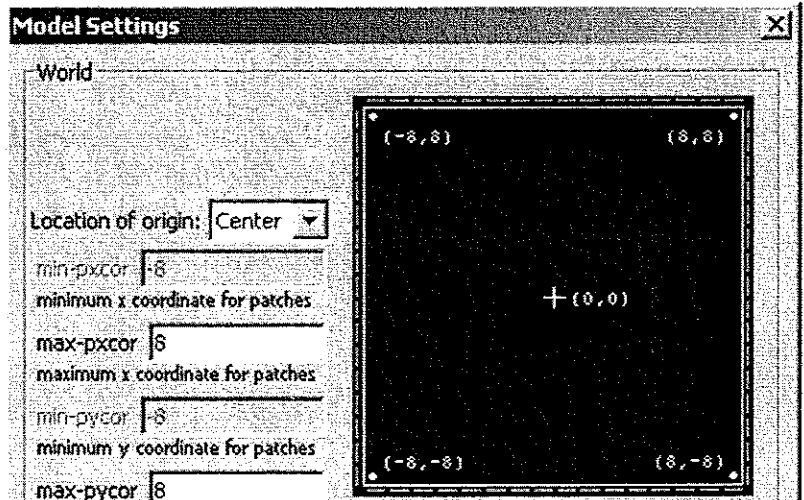 Model Settings
World
(-8,8)
(8,8)
Location of origin: Center
min-pxcor -8
minimum x coordinate for patches
(0,0)
max-pxcor 8
maximum x coordinate for patches
min-pycor -8
minimum y coordinate for patches
(-8,-8)
(8,-8)
max-pycor 8